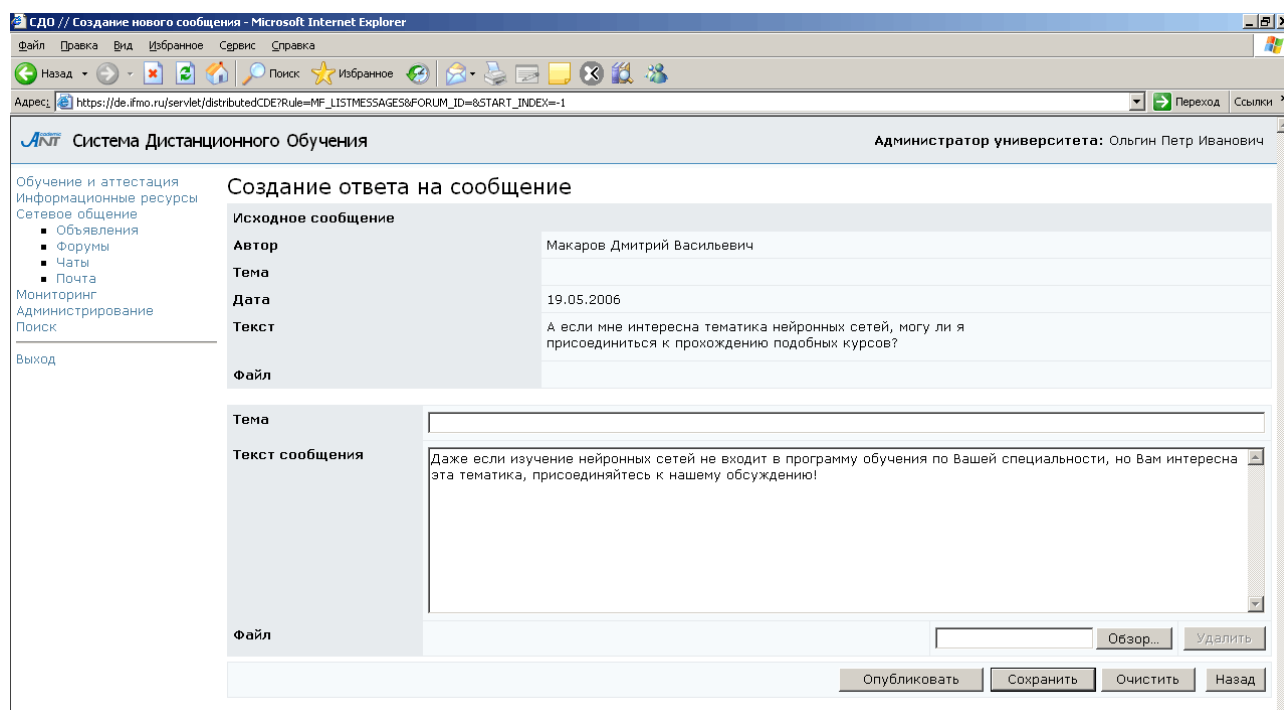 СДО // Создание нового сообщения - Microsoft Internet Explorer
Файл Правка Вид Избранное Сервис Справка
Назад Поиск Избранное
Адрес: https://de.ifmo.ru/servlet/distributedCDE?Rule=MF_LISTMESSAGES&FORUM_ID=&START_INDEX=-1 Переход Ссылки
Academic ANT Система Дистанционного Обучения Администратор университета: Ольгин Петр Иванович
Обучение и аттестация
Информационные ресурсы
Сетевое общение
Объявления
Форумы
Чаты
Почта
Мониторинг
Администрирование
Поиск
Выход
Создание ответа на сообщение
Исходное сообщение
Автор Макаров Дмитрий Васильевич
Тема
Дата 19.05.2006
Текст А если мне интересна тематика нейронных сетей, могу ли я
присоединиться к прохождению подобных курсов?
Файл
Тема
Текст сообщения Даже если изучение нейронных сетей не входит в программу обучения по Вашей специальности, но Вам интересна
эта тематика, присоединяйтесь к нашему обсуждению!
Файл Обзор... Удалить
Опубликовать Сохранить Очистить Назад